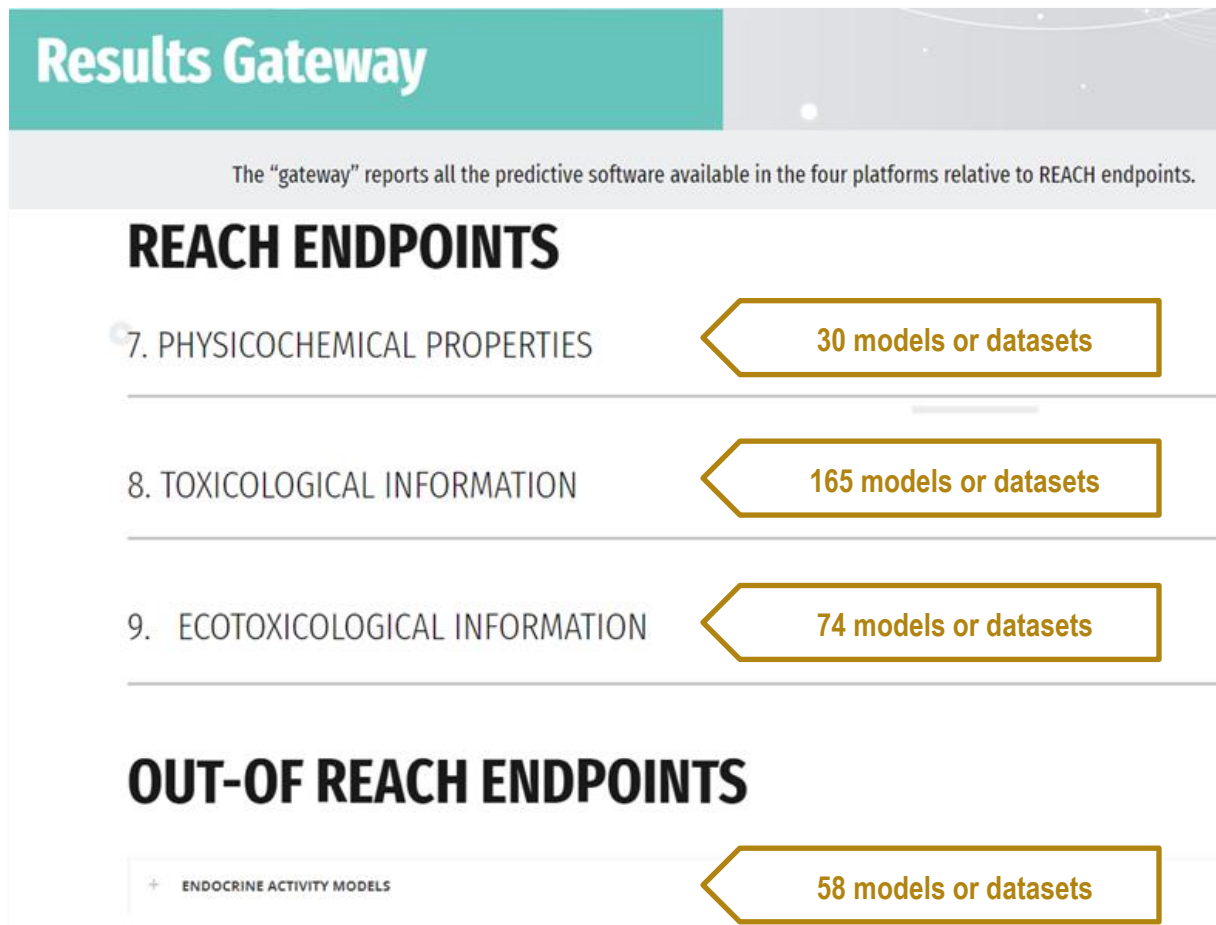 Results Gateway
The “gateway” reports all the predictive software available in the four platforms relative to REACH endpoints.
REACH ENDPOINTS
7. PHYSICOCHEMICAL PROPERTIES
30 models or datasets
8. TOXICOLOGICAL INFORMATION
165 models or datasets
9. ECOTOXICOLOGICAL INFORMATION
74 models or datasets
OUT-OF REACH ENDPOINTS
+ ENDOCRINE ACTIVITY MODELS
58 models or datasets